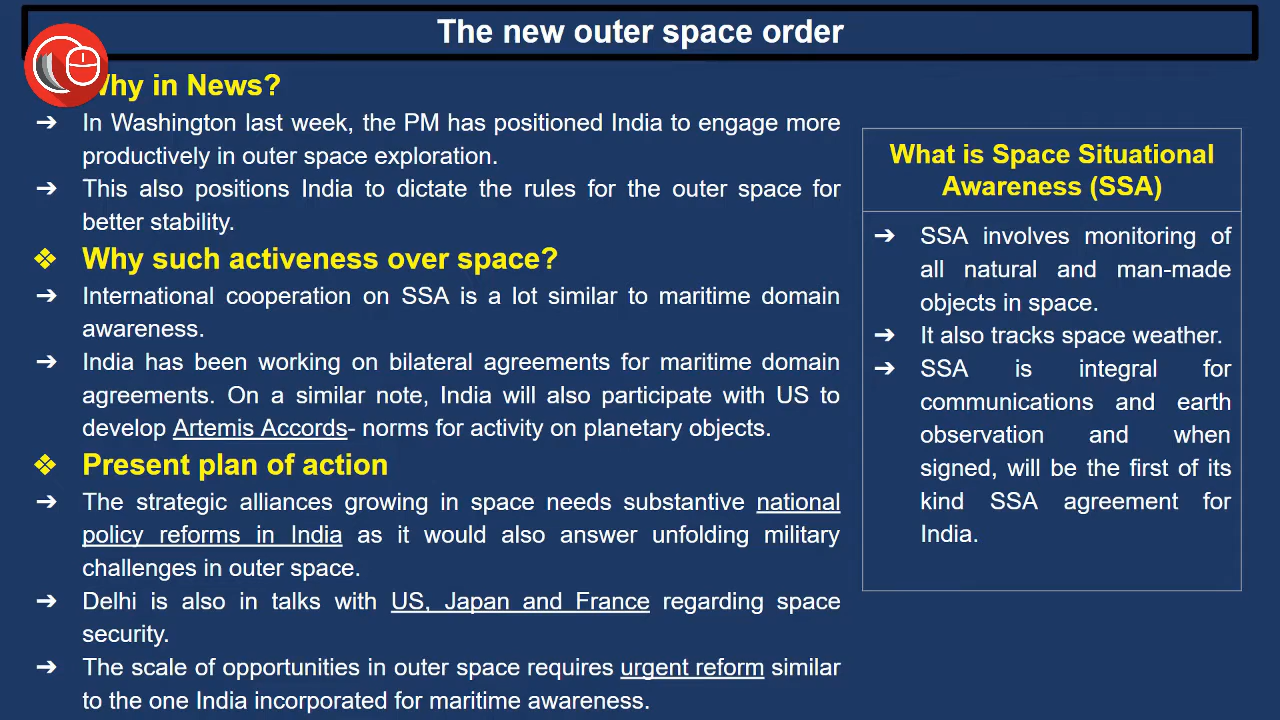 The new outer space order
Why in News?
➔ In Washington last week, the PM has positioned India to engage more
productively in outer space exploration.
➔ This also positions India to dictate the rules for the outer space for
better stability.
❖ Why such activeness over space?
➔ International cooperation on SSA is a lot similar to maritime domain
awareness.
➔ India has been working on bilateral agreements for maritime domain
agreements. On a similar note, India will also participate with US to
develop Artemis Accords- norms for activity on planetary objects.
❖ Present plan of action
➔ The strategic alliances growing in space needs substantive national
policy reforms in India as it would also answer unfolding military
challenges in outer space.
➔ Delhi is also in talks with US, Japan and France regarding space
security.
➔ The scale of opportunities in outer space requires urgent reform similar
to the one India incorporated for maritime awareness.
What is Space Situational
Awareness (SSA)
➔ SSA involves monitoring of
all natural and man-made
objects in space.
➔ It also tracks space weather.
➔ SSA is integral for
communications and earth
observation and when
signed, will be the first of its
kind SSA agreement for
India.